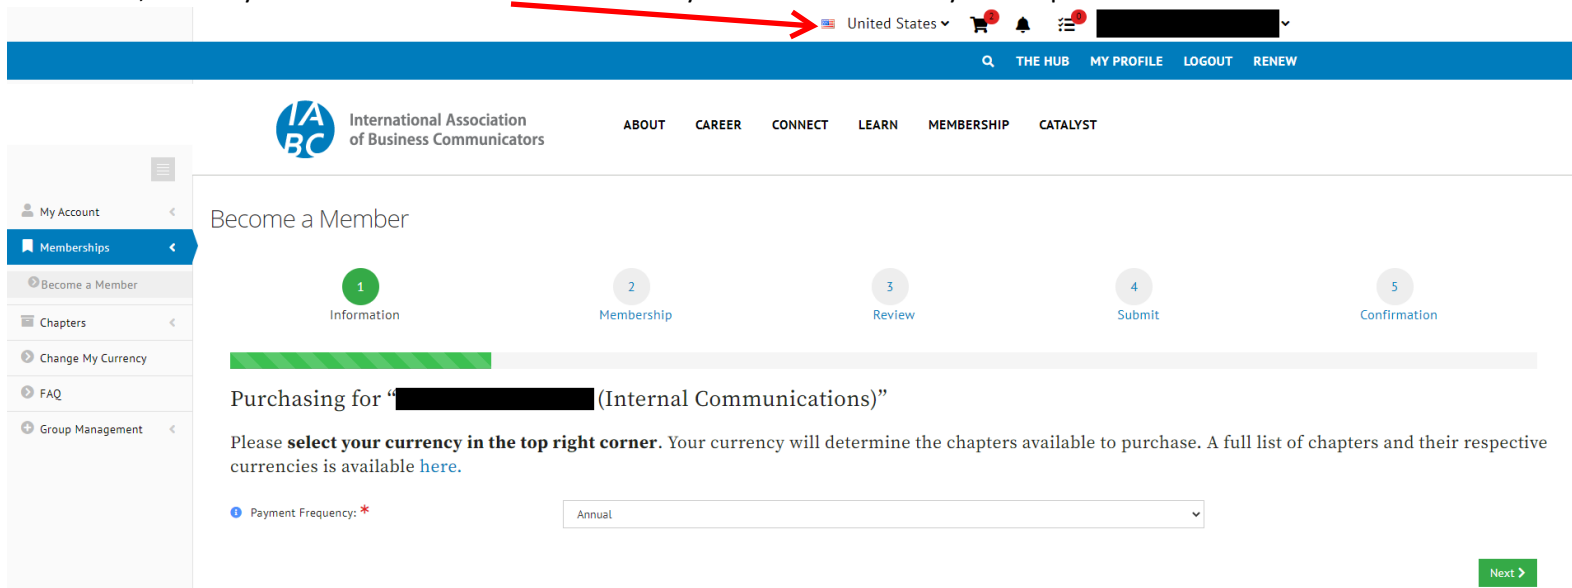 United States
2
0
THE HUB MY PROFILE LOGOUT RENEW
IA
BC
International Association
of Business Communicators
ABOUT CAREER CONNECT LEARN MEMBERSHIP CATALYST
My Account
Memberships
Become a Member
Chapters
Change My Currency
FAQ
Group Management
Become a Member
1 2 3 4 5
Information Membership Review Submit Confirmation
Purchasing for “ (Internal Communications)”
Please select your currency in the top right corner. Your currency will determine the chapters available to purchase. A full list of chapters and their respective
currencies is available here.
Payment Frequency: *
Annual
Next